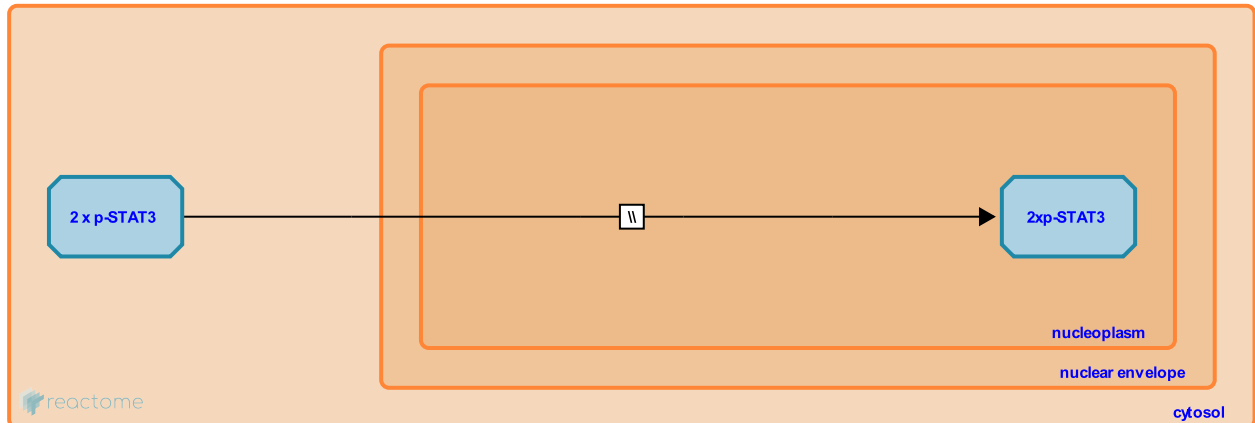 2 x p-STAT3
\\
2xp-STAT3
nucleoplasm
nuclear envelope
reactome
cytosol